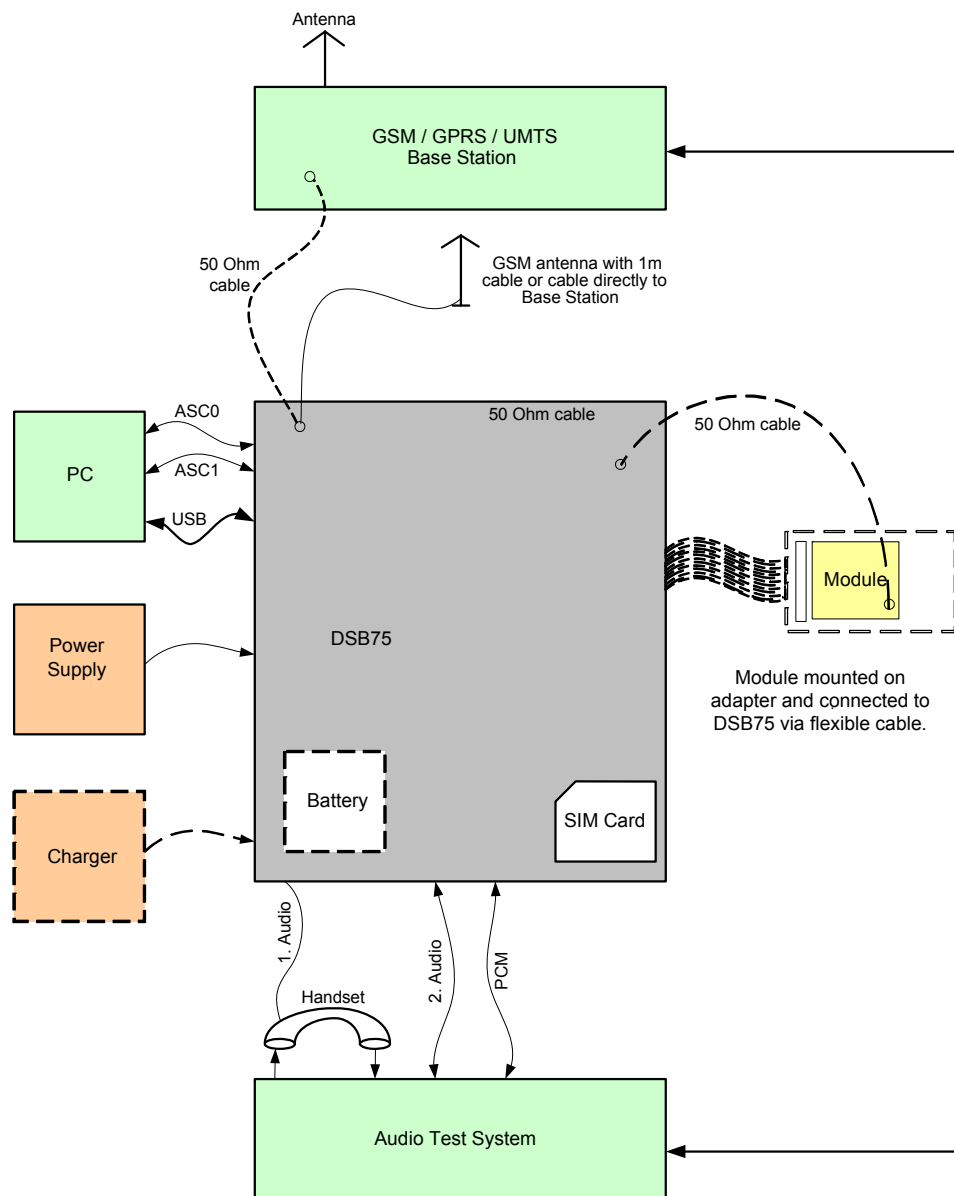 Antenna
GSM / GPRS / UMTS
Base Station
50 Ohm
cable
GSM antenna with 1m
cable or cable directly to
Base Station
ASC0
50 Ohm cable
50 Ohm cable
PC
ASC1
USB
Module
Power
Supply
DSB75
Module mounted on
adapter and connected to
DSB75 via flexible cable.
Battery
SIM Card
Charger
1. Audio
2. Audio
PCM
Handset
Audio Test System